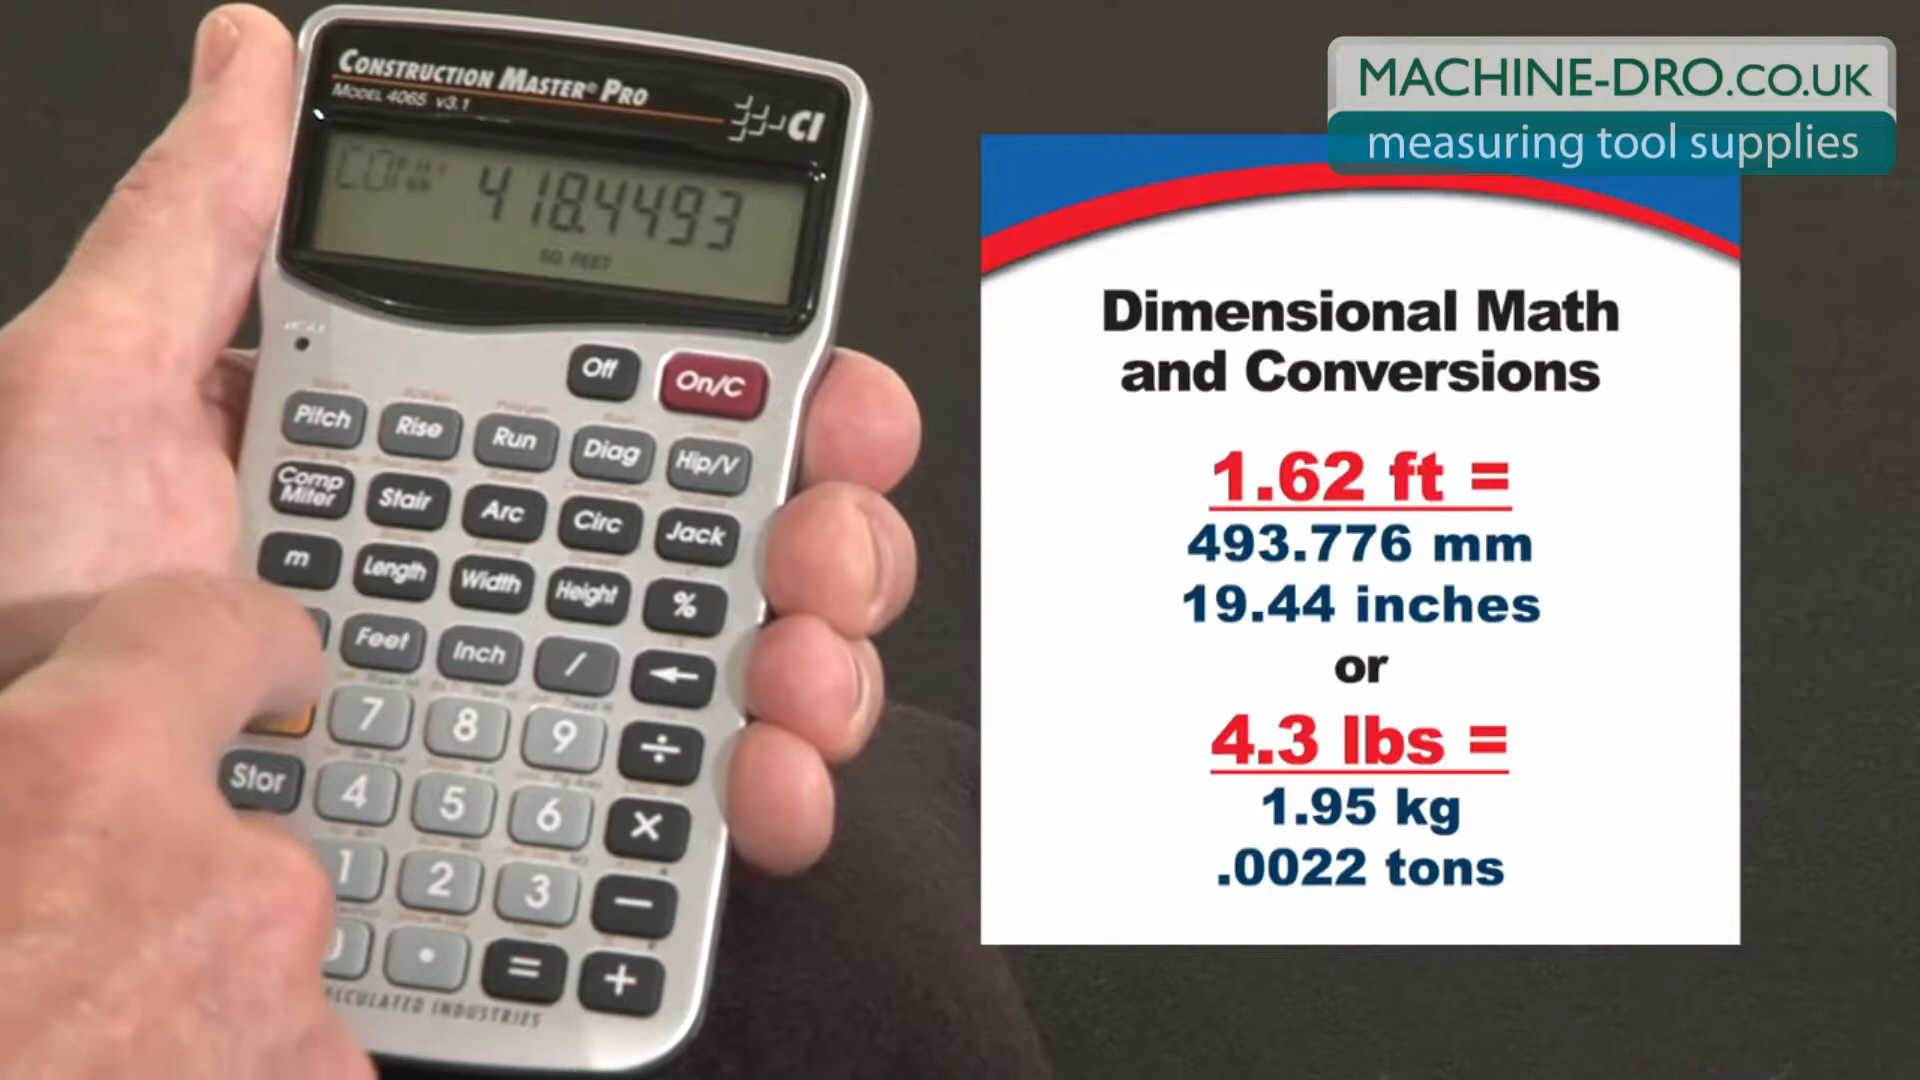 CONSTRUCTION MASTER® PRO
MODEL 4065 v3.1
CI
418.4493
SQ FEET
Off On/C
Pitch Rise Run Diag Hip/V
Comp Miter Stair Arc Circ Jack
m Length Width Height %
Feet Inch / ←
7 8 9 ÷
Stor 4 5 6 ×
1 2 3 −
. = +
CALCULATED INDUSTRIES
MACHINE-DRO.CO.UK
measuring tool supplies
Dimensional Math
and Conversions
1.62 ft =
493.776 mm
19.44 inches
or
4.3 lbs =
1.95 kg
.0022 tons